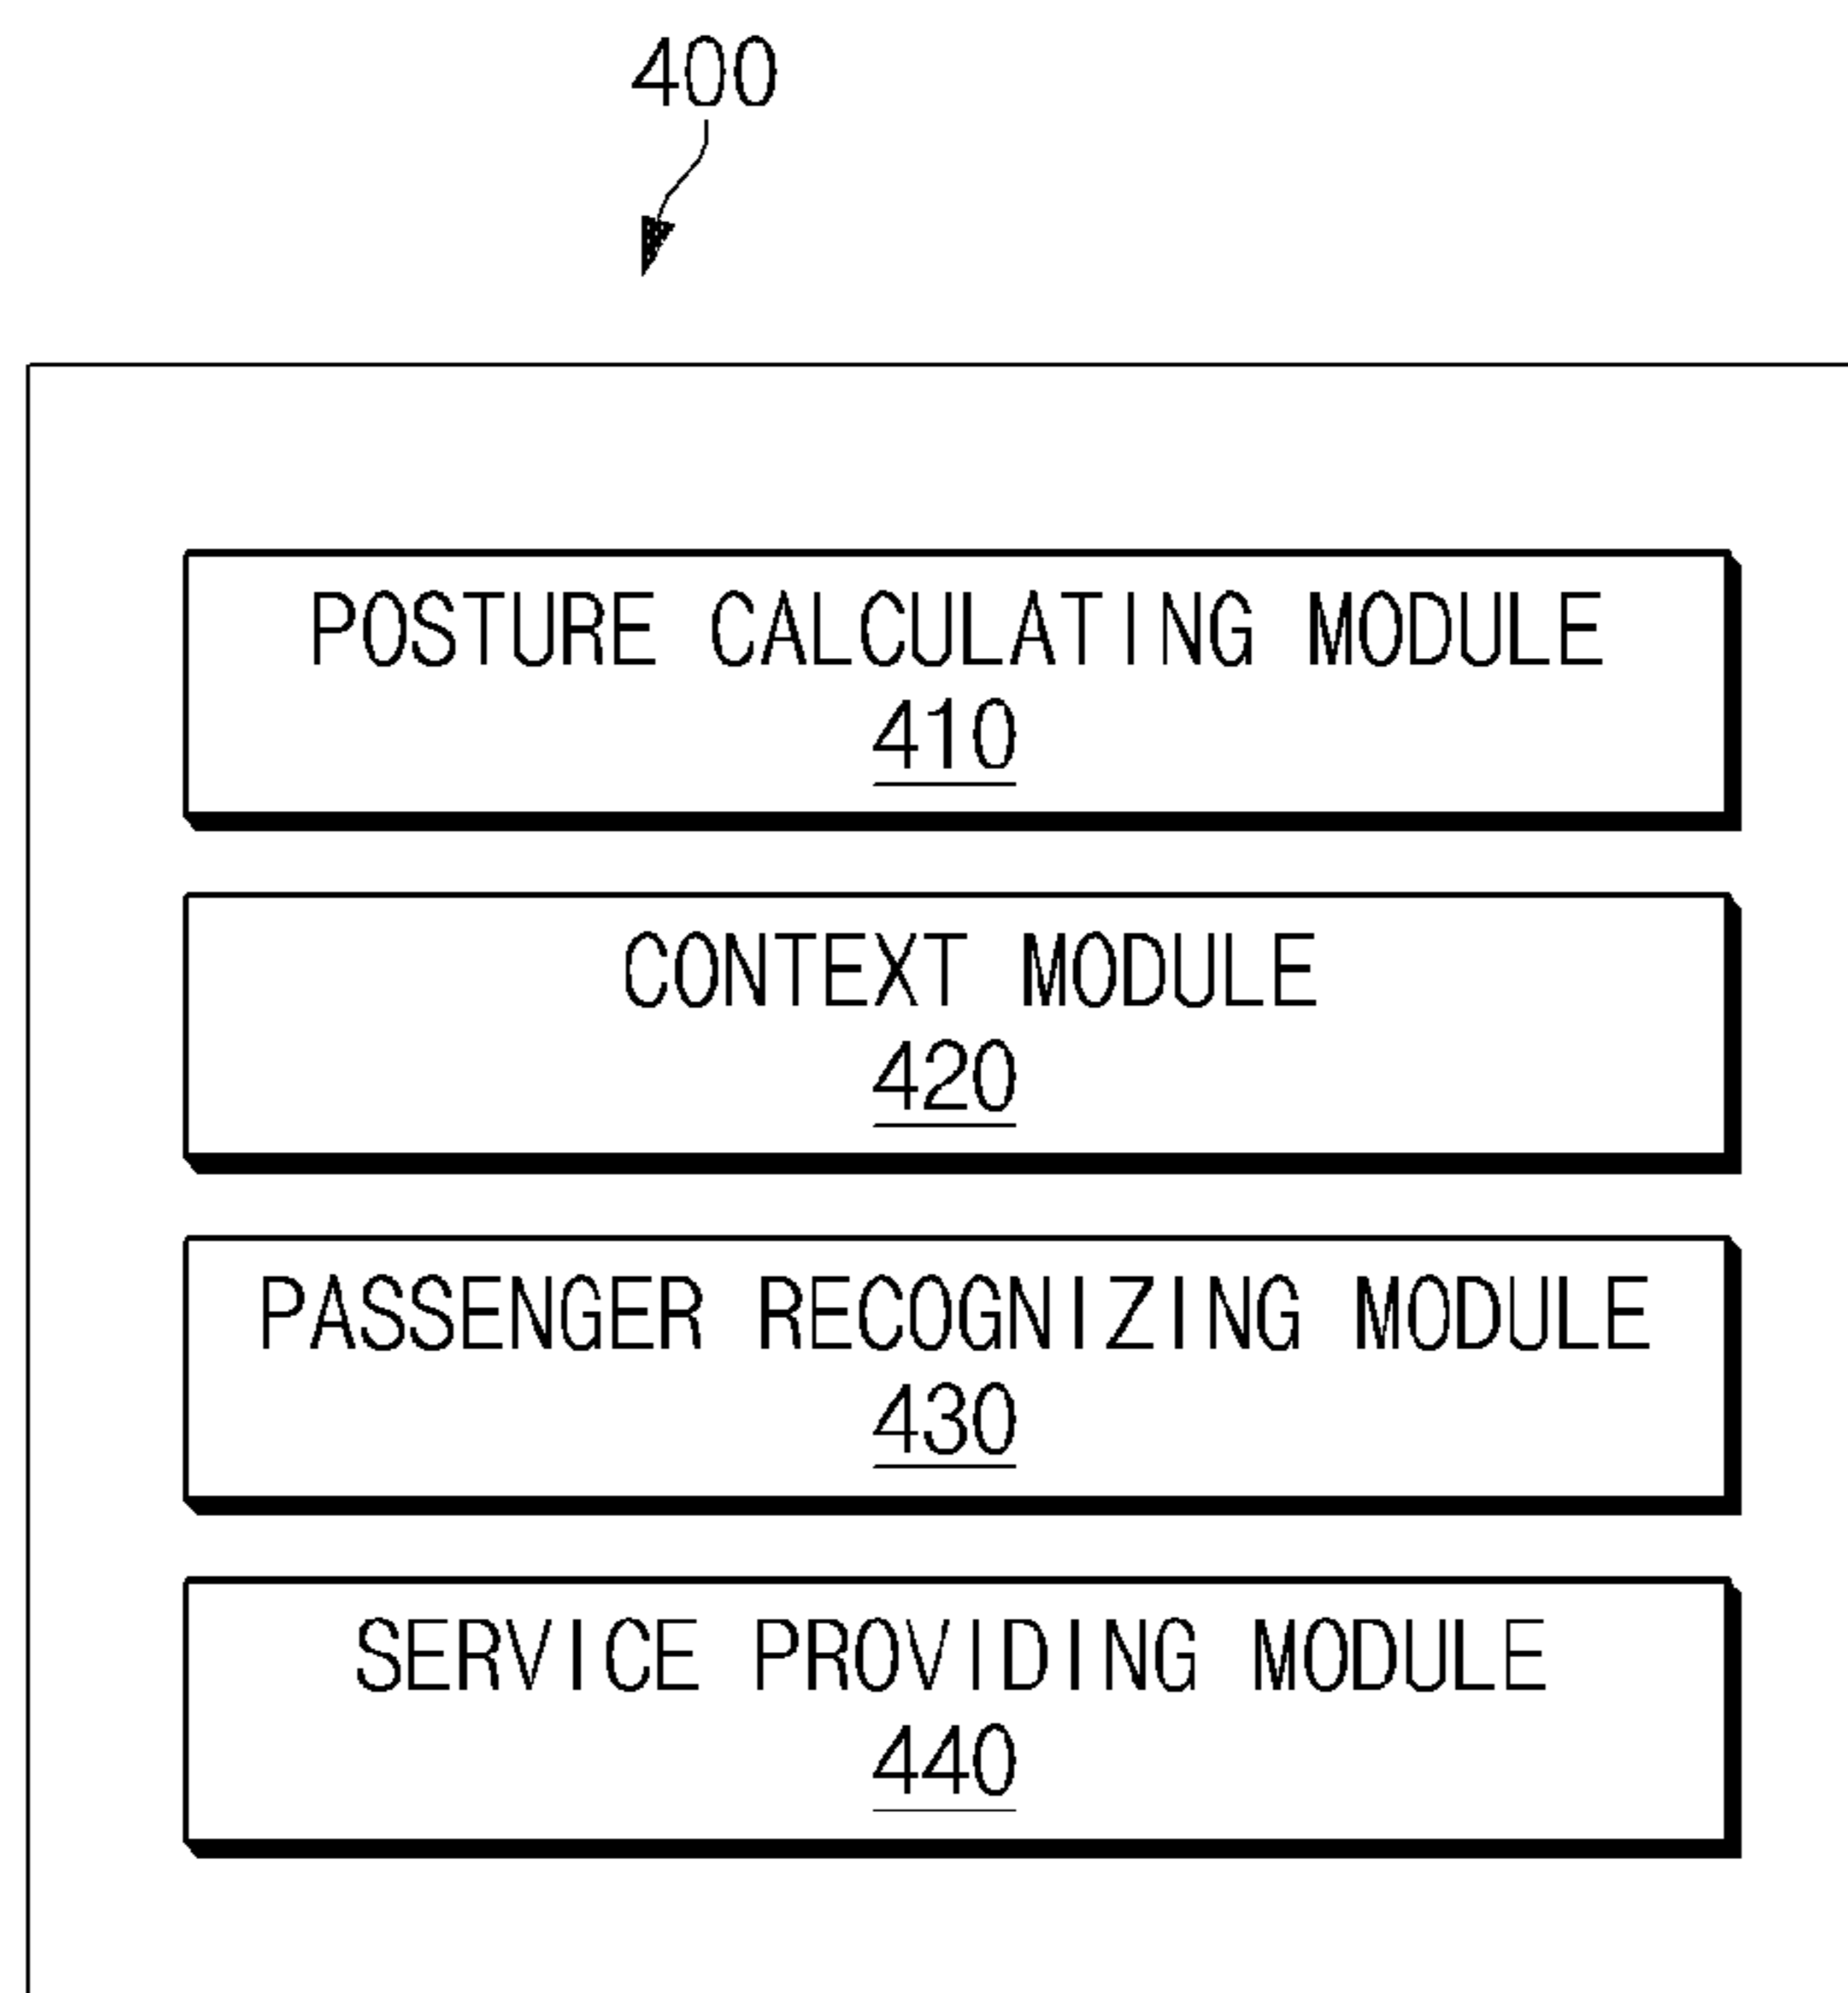 400
POSTURE CALCULATING MODULE
410
CONTEXT MODULE
420
PASSENGER RECOGNIZING MODULE
430
SERVICE PROVIDING MODULE
440